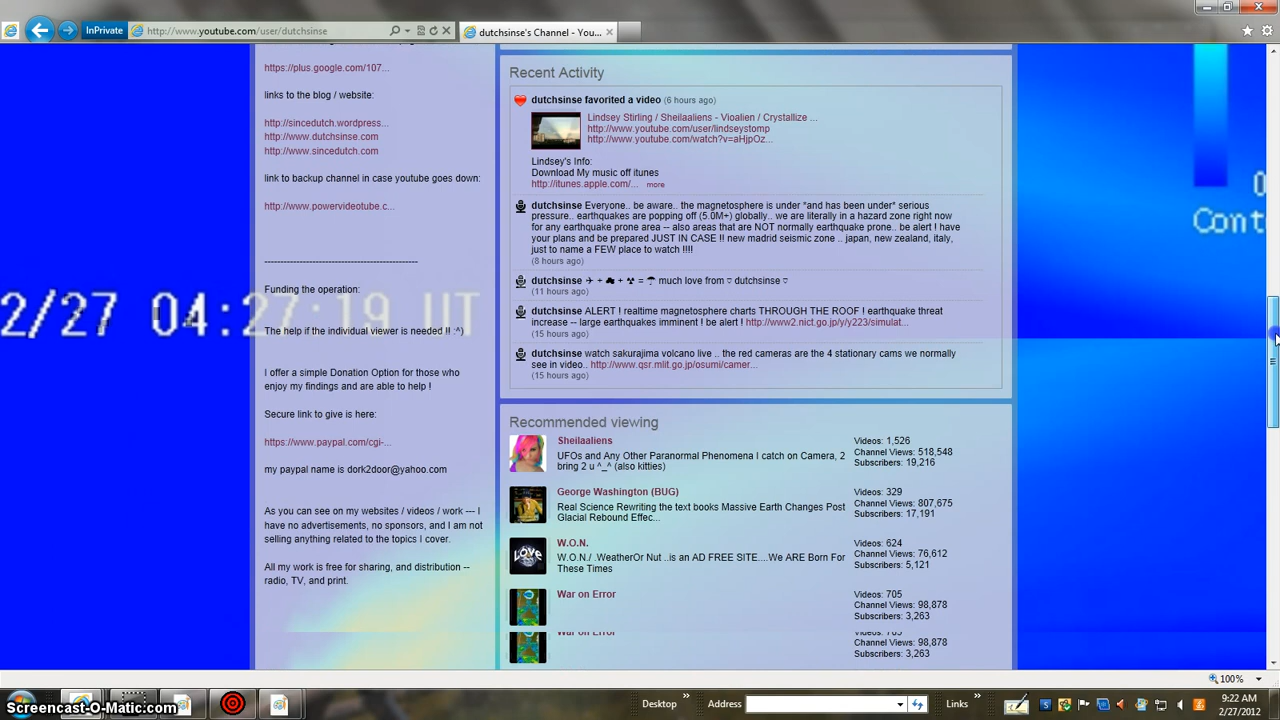 InPrivate
http://www.youtube.com/user/dutchsinse
dutchsinse's Channel - You...
https://plus.google.com/107...
links to the blog / website:
http://sincedutch.wordpress...
http://www.dutchsinse.com
http://www.sincedutch.com
link to backup channel in case youtube goes down:
http://www.powervideotube.c...
Funding the operation:
The help if the individual viewer is needed !! :^)
I offer a simple Donation Option for those who
enjoy my findings and are able to help !
Secure link to give is here:
https://www.paypal.com/cgi-...
my paypal name is dork2door@yahoo.com
As you can see on my websites / videos / work --- I
have no advertisements, no sponsors, and I am not
selling anything related to the topics I cover.
All my work is free for sharing, and distribution --
radio, TV, and print.
2/27 04:27:19 UT
Recent Activity
dutchsinse favorited a video (6 hours ago)
Lindsey Stirling / Sheilaaliens - Vioalien / Crystallize ...
http://www.youtube.com/user/lindseystomp
http://www.youtube.com/watch?v=aHjpOz...
Lindsey's Info:
Download My music off itunes
http://itunes.apple.com/... more
dutchsinse Everyone.. be aware.. the magnetosphere is under *and has been under* serious
pressure.. earthquakes are popping off (5.0M+) globally.. we are literally in a hazard zone right now
for any earthquake prone area -- also areas that are NOT normally earthquake prone.. be alert ! have
your plans and be prepared JUST IN CASE !! new madrid seismic zone .. japan, new zealand, italy,
just to name a FEW place to watch !!!!
(8 hours ago)
dutchsinse ✈ + ☁ + ☢ = ☂ much love from ♡ dutchsinse ♡
(11 hours ago)
dutchsinse ALERT ! realtime magnetosphere charts THROUGH THE ROOF ! earthquake threat
increase -- large earthquakes imminent ! be alert ! http://www2.nict.go.jp/y/y223/simulat...
(15 hours ago)
dutchsinse watch sakurajima volcano live .. the red cameras are the 4 stationary cams we normally
see in video.. http://www.qsr.mlit.go.jp/osumi/camer...
(15 hours ago)
Recommended viewing
Sheilaaliens
UFOs and Any Other Paranormal Phenomena I catch on Camera, 2
bring 2 u ^_^ (also kitties)
Videos: 1,526
Channel Views: 518,548
Subscribers: 19,216
George Washington (BUG)
Real Science Rewriting the text books Massive Earth Changes Post
Glacial Rebound Effec...
Videos: 329
Channel Views: 807,675
Subscribers: 17,191
W.O.N.
W.O.N./ .WeatherOr Nut ..is an AD FREE SITE....We ARE Born For
These Times
Videos: 624
Channel Views: 76,612
Subscribers: 5,121
War on Error
Videos: 705
Channel Views: 98,878
Subscribers: 3,263
War on Error
Videos: 705
Channel Views: 98,878
Subscribers: 3,263
0
Cont
100%
Screencast-O-Matic.com
Desktop
Address
Links
9:22 AM
2/27/2012